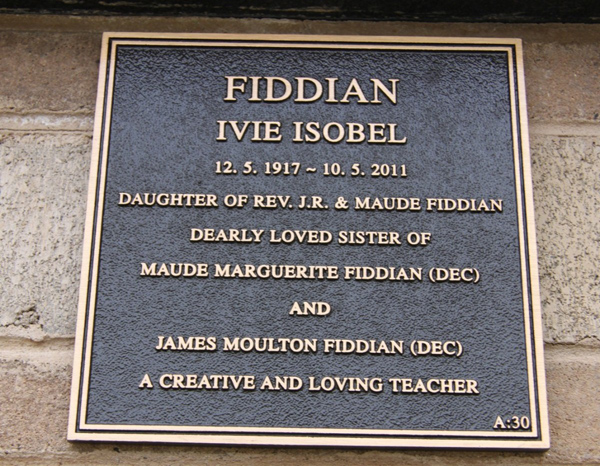 FIDDIAN
IVIE ISOBEL
12. 5. 1917 ~ 10. 5. 2011
DAUGHTER OF REV. J.R. & MAUDE FIDDIAN
DEARLY LOVED SISTER OF
MAUDE MARGUERITE FIDDIAN (DEC)
AND
JAMES MOULTON FIDDIAN (DEC)
A CREATIVE AND LOVING TEACHER
A:30